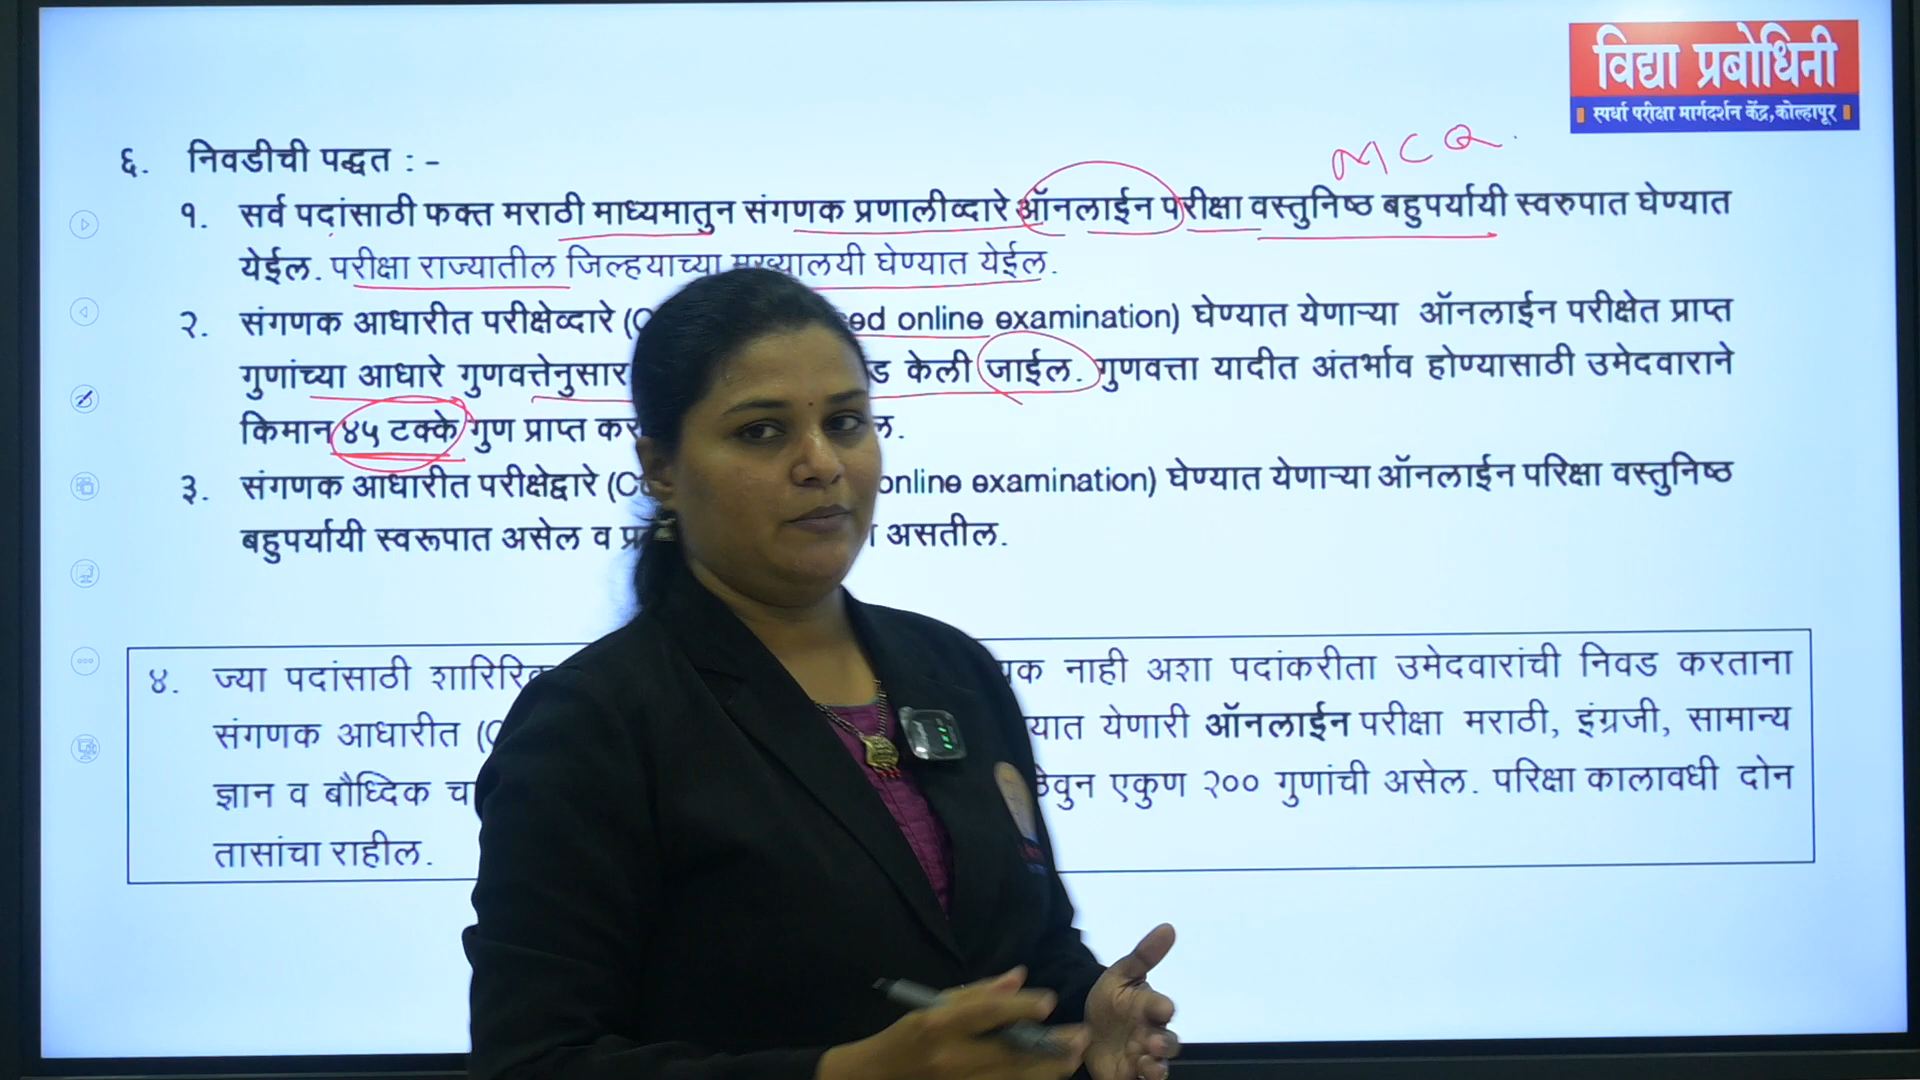 विद्या प्रबोधिनी
स्पर्धा परीक्षा मार्गदर्शन केंद्र,कोल्हापूर
MCQ.
६. निवडीची पद्धत : -
१. सर्व पदांसाठी फक्त मराठी माध्यमातुन संगणक प्रणालीव्दारे ऑनलाईन परीक्षा वस्तुनिष्ठ बहुपर्यायी स्वरुपात घेण्यात
येईल. परीक्षा राज्यातील जिल्हयाच्या मुख्यालयी घेण्यात येईल.
२. संगणक आधारीत परीक्षेव्दारे online examination) घेण्यात येणाऱ्या ऑनलाईन परीक्षेत प्राप्त
गुणांच्या आधारे गुणवत्तेनुसार केली जाईल. गुणवत्ता यादीत अंतर्भाव होण्यासाठी उमेदवाराने
किमान ४५ टक्के गुण प्राप्त
३. संगणक आधारीत परीक्षेद्वारे online examination) घेण्यात येणाऱ्या ऑनलाईन परिक्षा वस्तुनिष्ठ
बहुपर्यायी स्वरूपात असेल व असतील.
४. ज्या पदांसाठी नाही अशा पदांकरीता उमेदवारांची निवड करताना
संगणक आधारीत येणारी ऑनलाईन परीक्षा मराठी, इंग्रजी, सामान्य
ज्ञान व बौध्दिक एकुण २०० गुणांची असेल. परिक्षा कालावधी दोन
तासांचा राहील.